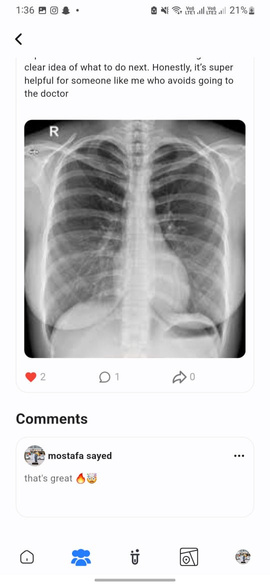 1:36
21%
clear idea of what to do next. Honestly, it's super
helpful for someone like me who avoids going to
the doctor
R
2
1
0
Comments
mostafa sayed
that's great 🔥🤯